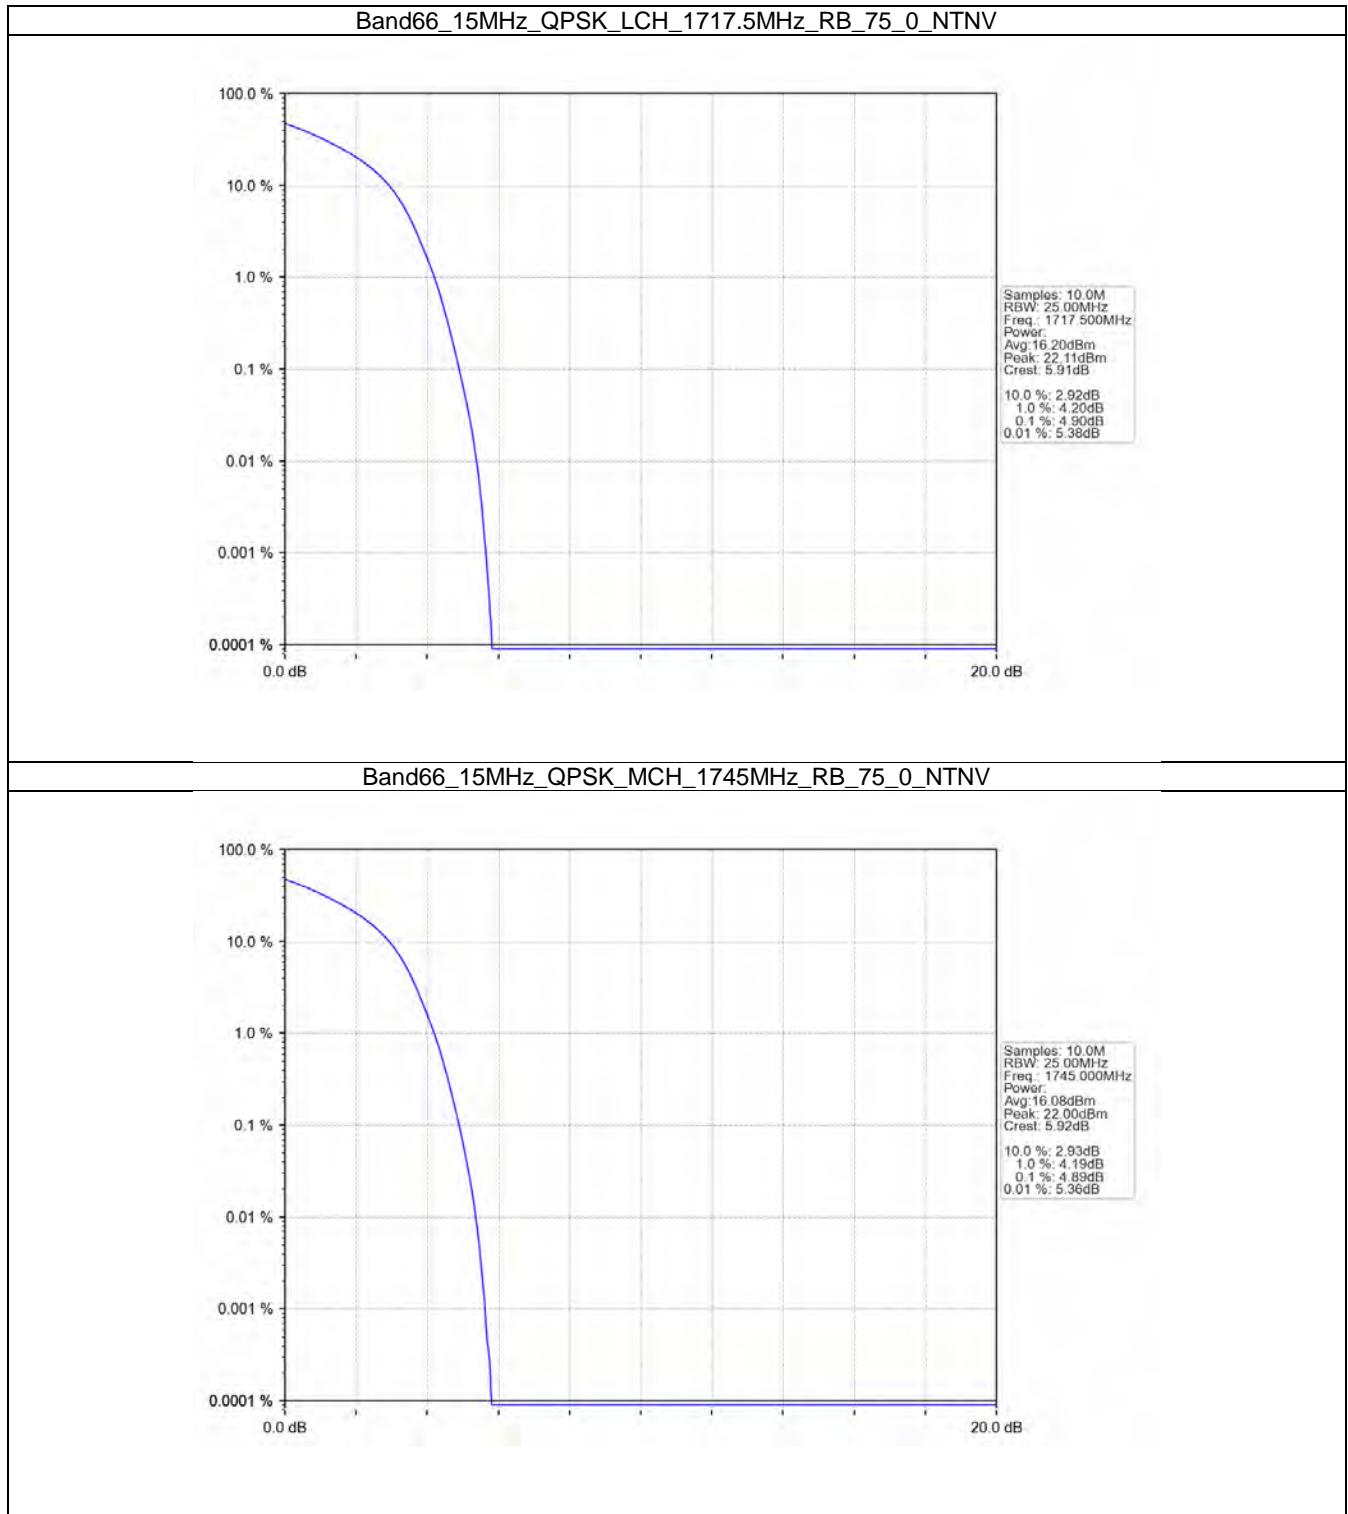 Band66_15MHz_QPSK_LCH_1717.5MHz_RB_75_0_NTNV
100.0 %
10.0 %
1.0 %
0.1 %
0.01 %
0.001 %
0.0001 %
0.0 dB
20.0 dB
Samples: 10.0M
RBW: 25.00MHz
Freq.: 1717.500MHz
Power:
Avg:16.20dBm
Peak: 22.11dBm
Crest: 5.91dB
10.0 %: 2.92dB
1.0 %: 4.20dB
0.1 %: 4.90dB
0.01 %: 5.38dB
Band66_15MHz_QPSK_MCH_1745MHz_RB_75_0_NTNV
100.0 %
10.0 %
1.0 %
0.1 %
0.01 %
0.001 %
0.0001 %
0.0 dB
20.0 dB
Samples: 10.0M
RBW: 25.00MHz
Freq.: 1745.000MHz
Power:
Avg:16.08dBm
Peak: 22.00dBm
Crest: 5.92dB
10.0 %: 2.93dB
1.0 %: 4.19dB
0.1 %: 4.89dB
0.01 %: 5.36dB